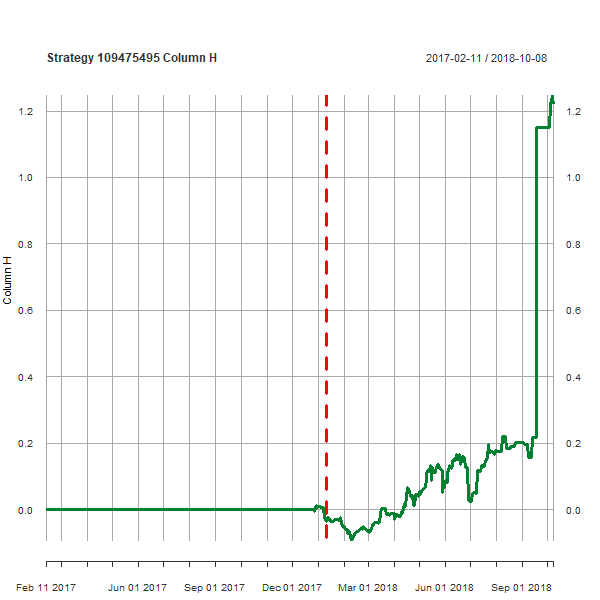 Strategy 109475495 Column H
2017-02-11 / 2018-10-08
1.2
1.2
1.0
1.0
0.8
0.8
Column H
0.6
0.6
0.4
0.4
0.2
0.2
0.0
0.0
Feb 11 2017
Jun 01 2017
Sep 01 2017
Dec 01 2017
Mar 01 2018
Jun 01 2018
Sep 01 2018